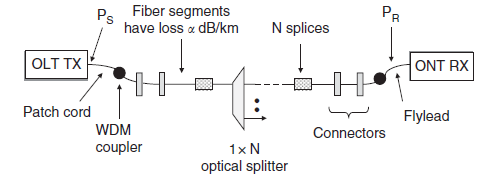 P_S
Fiber segments
have loss α dB/km
N splices
P_R
OLT TX
ONT RX
Patch cord
WDM
coupler
1 × N
optical splitter
Connectors
Flylead